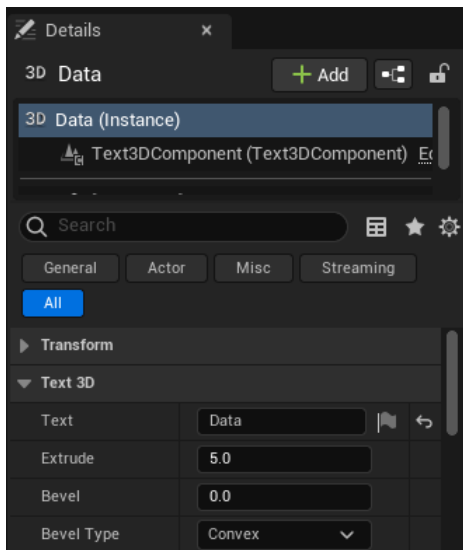 Details
3D Data
+ Add
3D Data (Instance)
Text3DComponent (Text3DComponent)
Search
General Actor Misc Streaming
All
Transform
Text 3D
Text Data
Extrude 5.0
Bevel 0.0
Bevel Type Convex